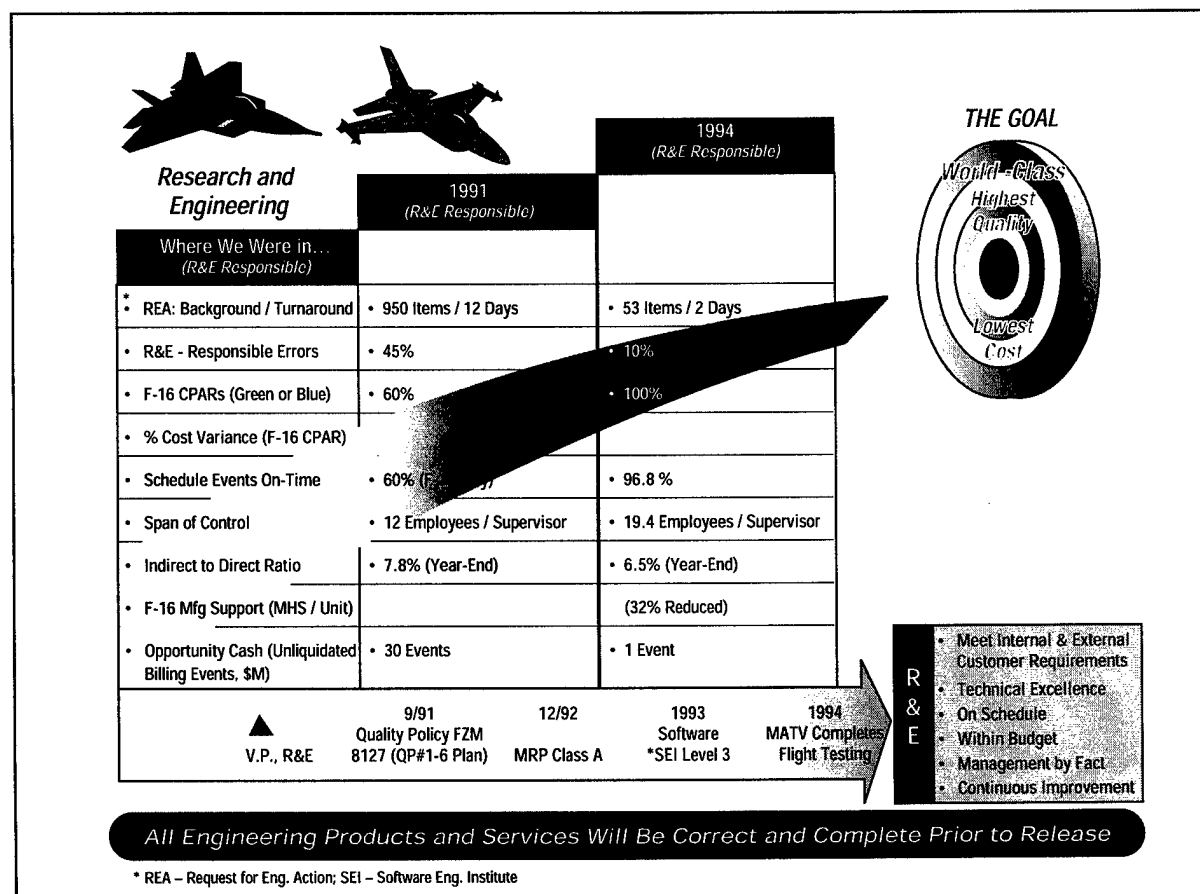 THE GOAL
World-Class
Highest
Quality
Lowest
Cost
Research and
Engineering
1991
(R&E Responsible)
1994
(R&E Responsible)
Where We Were in...
(R&E Responsible)
* • REA: Background / Turnaround • 950 Items / 12 Days • 53 Items / 2 Days
• R&E - Responsible Errors • 45% • 10%
• F-16 CPARs (Green or Blue) • 60% • 100%
• % Cost Variance (F-16 CPAR)
• Schedule Events On-Time • 60% • 96.8 %
• Span of Control • 12 Employees / Supervisor • 19.4 Employees / Supervisor
• Indirect to Direct Ratio • 7.8% (Year-End) • 6.5% (Year-End)
• F-16 Mfg Support (MHS / Unit) (32% Reduced)
• Opportunity Cash (Unliquidated • 30 Events • 1 Event
Billing Events, $M)
V.P., R&E
9/91
Quality Policy FZM
8127 (QP#1-6 Plan)
12/92
MRP Class A
1993
Software
*SEI Level 3
1994
MATV Completes
Flight Testing
R
&
E
• Meet Internal & External
Customer Requirements
• Technical Excellence
• On Schedule
• Within Budget
• Management by Fact
• Continuous Improvement
All Engineering Products and Services Will Be Correct and Complete Prior to Release
* REA – Request for Eng. Action; SEI – Software Eng. Institute